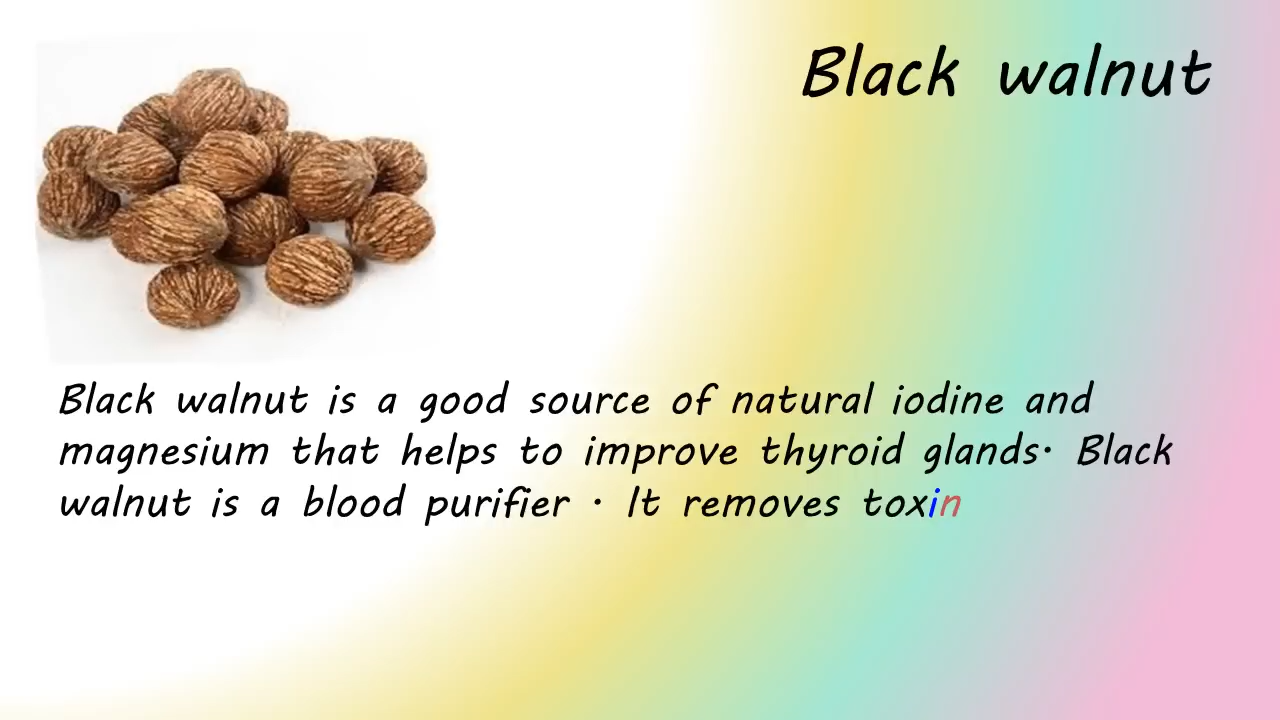 Black walnut
Black walnut is a good source of natural iodine and
magnesium that helps to improve thyroid glands· Black
walnut is a blood purifier · It removes toxin